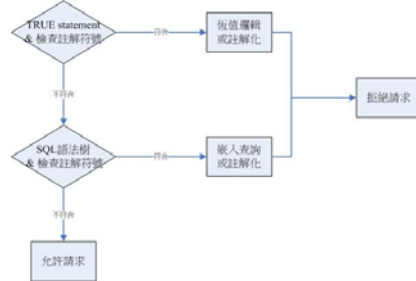 TRUE statement
& 檢查註解符號
符合
恆值邏輯
或註解化
不符合
拒絕請求
SQL語法樹
& 檢查註解符號
符合
嵌入查詢
或註解化
不符合
允許請求